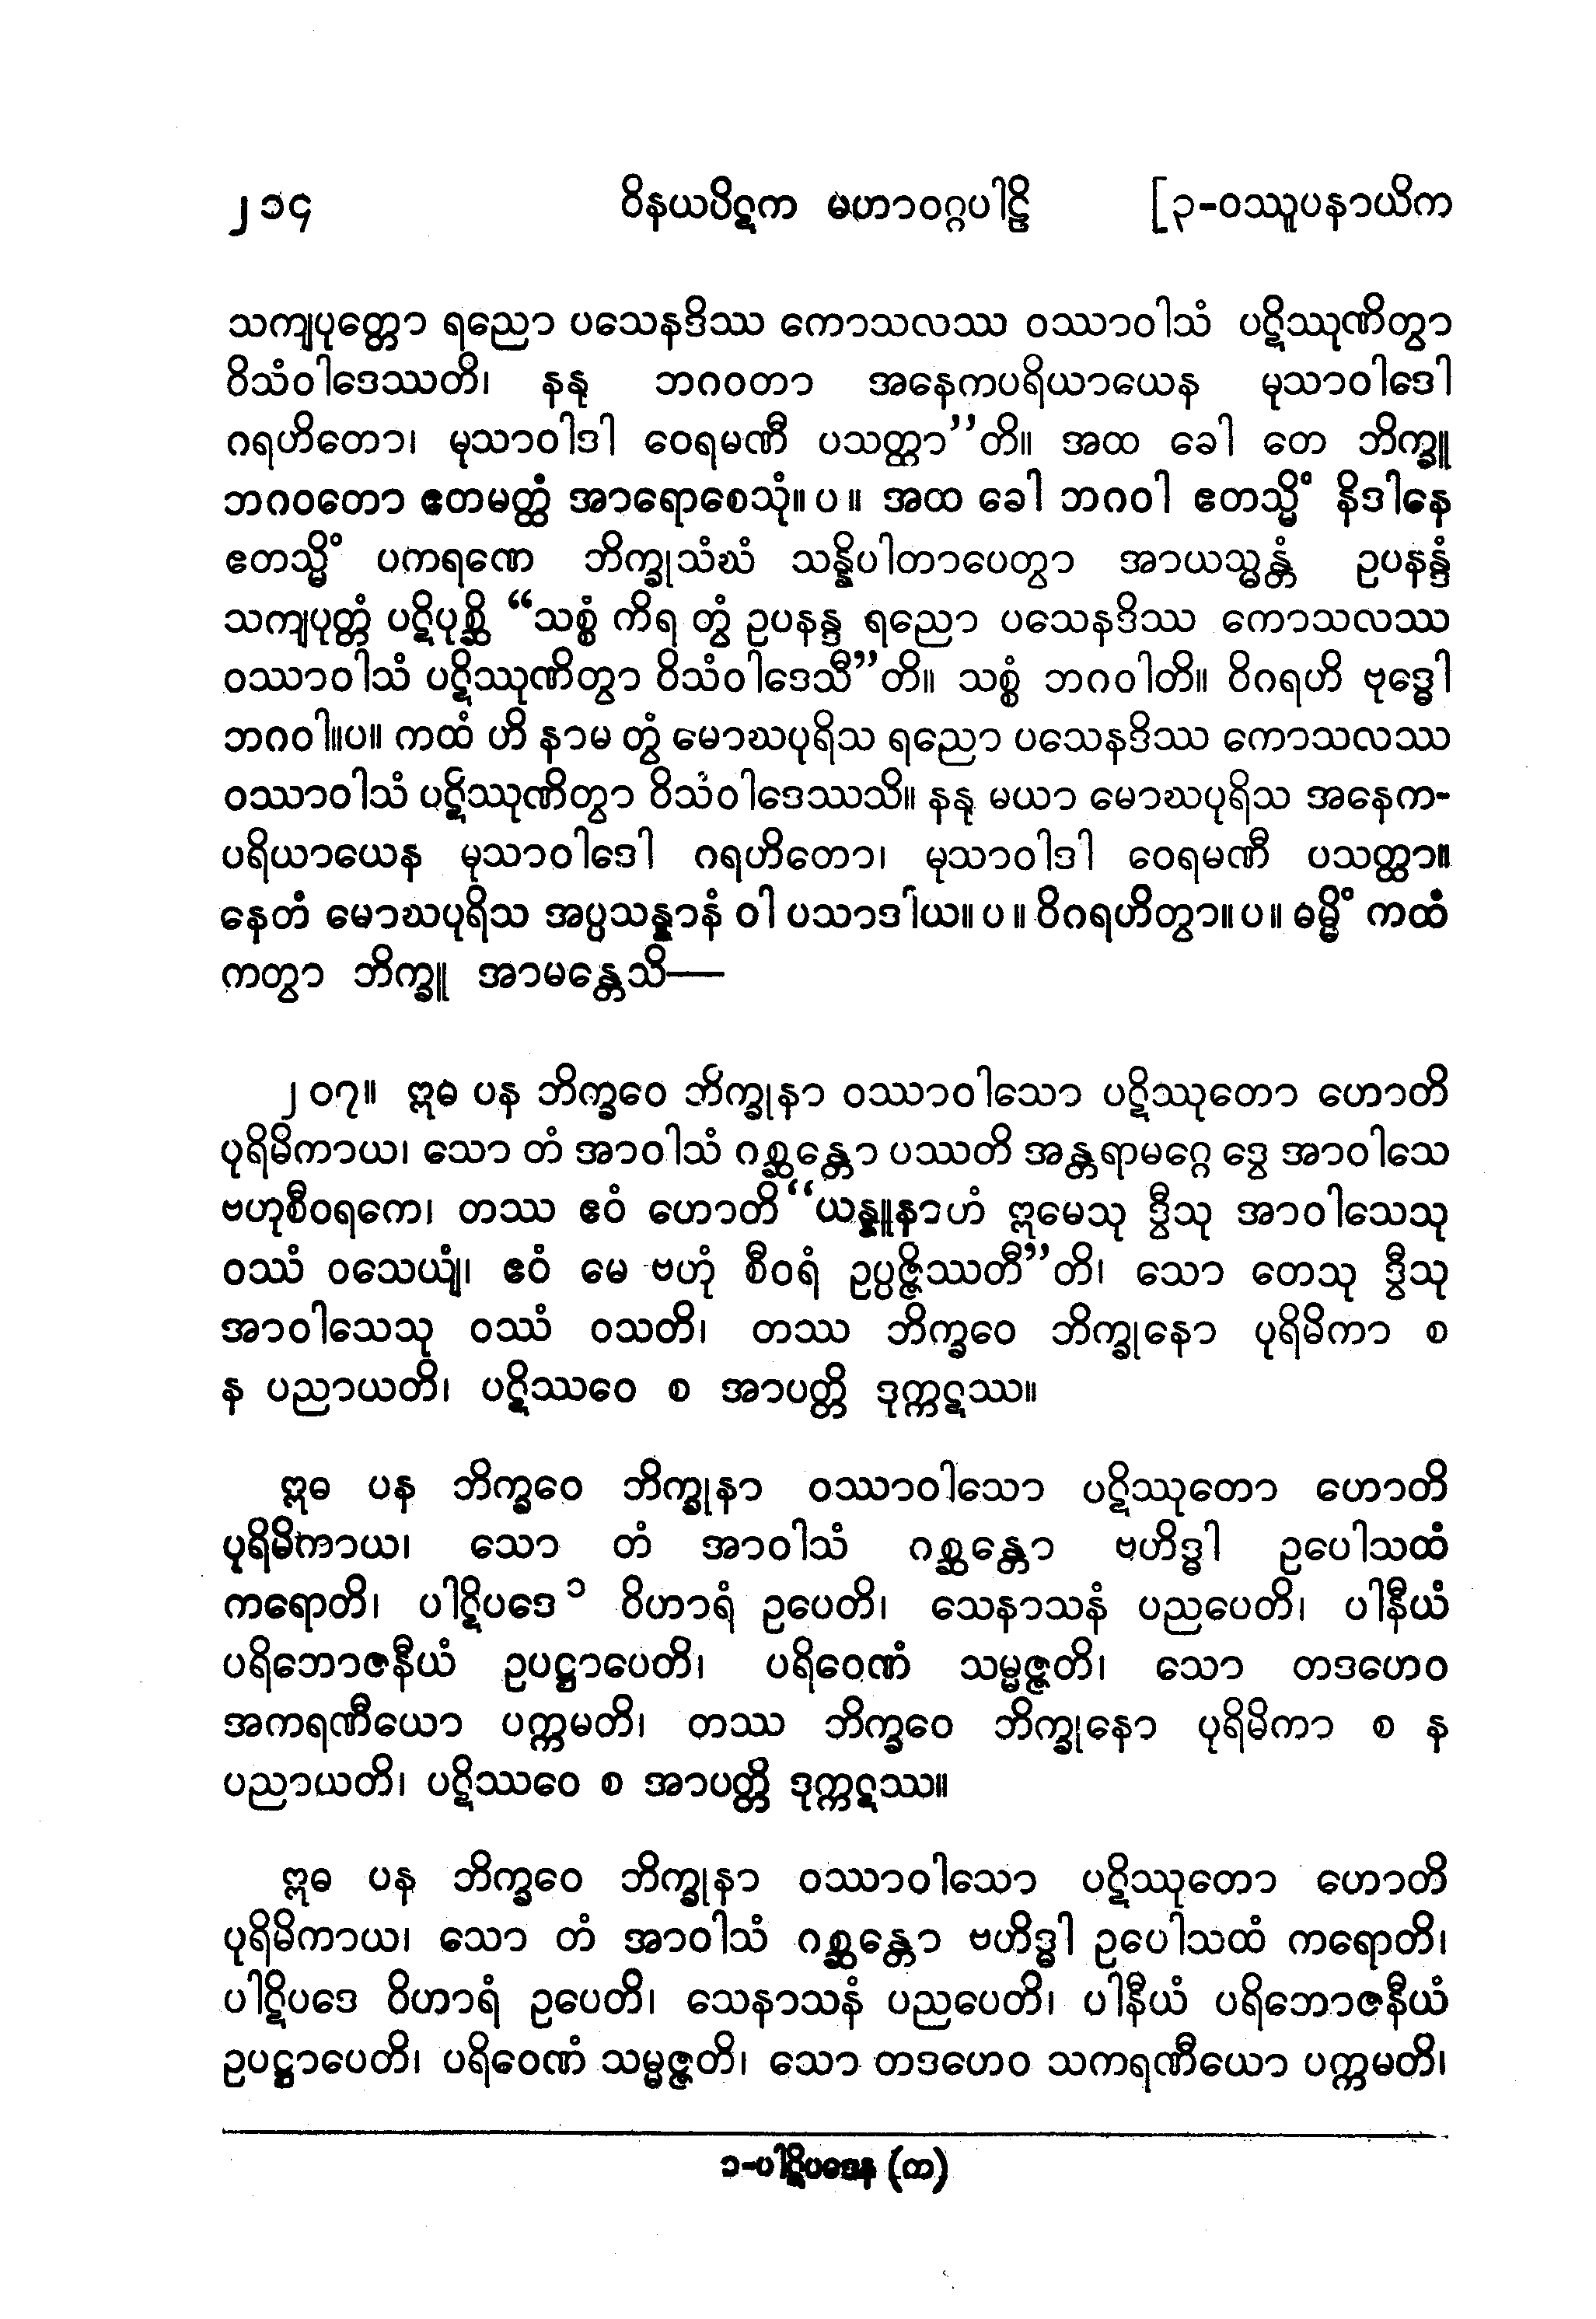 ၂၁၄ ဝိနယပိဋက မဟာဝဂ္ဂပါဠိ [၃-ဝဿူပနာယိက
သကျပုတ္တော ရညော ပသေနဒိဿ ကောသလဿ ဝဿာဝါသံ ပဋိဿုဏိတွာ
ဝိသံဝါဒေဿတိ၊ နနု ဘဂဝတာ အနေကပရိယာယေန မုသာဝါဒေါ
ဂရဟိတော၊ မုသာဝါဒါ ဝေရမဏီ ပသတ္ထာ”တိ။ အထ ခေါ တေ ဘိက္ခူ
ဘဂဝတော ဧတမတ္ထံ အာရောစေသုံ။ ပ ။ အထ ခေါ ဘဂဝါ ဧတသ္မိံ နိဒါနေ
ဧတသ္မိံ ပကရဏေ ဘိက္ခုသံဃံ သန္နိပါတာပေတွာ အာယသ္မန္တံ ဥပနန္ဒံ
သကျပုတ္တံ ပဋိပုစ္ဆိ “သစ္စံ ကိရ တွံ ဥပနန္ဒ ရညော ပသေနဒိဿ ကောသလဿ
ဝဿာဝါသံ ပဋိဿုဏိတွာ ဝိသံဝါဒေသီ”တိ။ သစ္စံ ဘဂဝါတိ။ ဝိဂရဟိ ဗုဒ္ဓေါ
ဘဂဝါ။ပ။ ကထံ ဟိ နာမ တွံ မောဃပုရိသ ရညော ပသေနဒိဿ ကောသလဿ
ဝဿာဝါသံ ပဋိဿုဏိတွာ ဝိသံဝါဒေဿသိ။ နနု မယာ မောဃပုရိသ အနေက-
ပရိယာယေန မုသာဝါဒေါ ဂရဟိတော၊ မုသာဝါဒါ ဝေရမဏီ ပသတ္ထာ။
နေတံ မောဃပုရိသ အပ္ပသန္နာနံ ဝါ ပသာဒါယ။ ပ ။ ဝိဂရဟိတွာ။ ပ ။ ဓမ္မိံ ကထံ
ကတွာ ဘိက္ခူ အာမန္တေသိ—
၂၀၇။ ဣဓ ပန ဘိက္ခဝေ ဘိက္ခုနာ ဝဿာဝါသော ပဋိဿုတော ဟောတိ
ပုရိမိကာယ၊ သော တံ အာဝါသံ ဂစ္ဆန္တော ပဿတိ အန္တရာမဂ္ဂေ ဒွေ အာဝါသေ
ဗဟုစီဝရကေ၊ တဿ ဧဝံ ဟောတိ “ယန္နူနာဟံ ဣမေသု ဒွီသု အာဝါသေသု
ဝဿံ ဝသေယျံ၊ ဧဝံ မေ ဗဟုံ စီဝရံ ဥပ္ပဇ္ဇိဿတီ”တိ၊ သော တေသု ဒွီသု
အာဝါသေသု ဝဿံ ဝသတိ၊ တဿ ဘိက္ခဝေ ဘိက္ခုနော ပုရိမိကာ စ
န ပညာယတိ၊ ပဋိဿဝေ စ အာပတ္တိ ဒုက္ကဋဿ။
ဣဓ ပန ဘိက္ခဝေ ဘိက္ခုနာ ဝဿာဝါသော ပဋိဿုတော ဟောတိ
ပုရိမိကာယ၊ သော တံ အာဝါသံ ဂစ္ဆန္တော ဗဟိဒ္ဓါ ဥပေါသထံ
ကရောတိ၊ ပါဋိပဒေ ၁ ဝိဟာရံ ဥပေတိ၊ သေနာသနံ ပညပေတိ၊ ပါနီယံ
ပရိဘောဇနီယံ ဥပဋ္ဌာပေတိ၊ ပရိဝေဏံ သမ္မဇ္ဇတိ၊ သော တဒဟေဝ
အကရဏီယော ပက္ကမတိ၊ တဿ ဘိက္ခဝေ ဘိက္ခုနော ပုရိမိကာ စ န
ပညာယတိ၊ ပဋိဿဝေ စ အာပတ္တိ ဒုက္ကဋဿ။
ဣဓ ပန ဘိက္ခဝေ ဘိက္ခုနာ ဝဿာဝါသော ပဋိဿုတော ဟောတိ
ပုရိမိကာယ၊ သော တံ အာဝါသံ ဂစ္ဆန္တော ဗဟိဒ္ဓါ ဥပေါသထံ ကရောတိ၊
ပါဋိပဒေ ဝိဟာရံ ဥပေတိ၊ သေနာသနံ ပညပေတိ၊ ပါနီယံ ပရိဘောဇနီယံ
ဥပဋ္ဌာပေတိ၊ ပရိဝေဏံ သမ္မဇ္ဇတိ၊ သော တဒဟေဝ သကရဏီယော ပက္ကမတိ၊
၁-ပါဋိပဒေန (က)